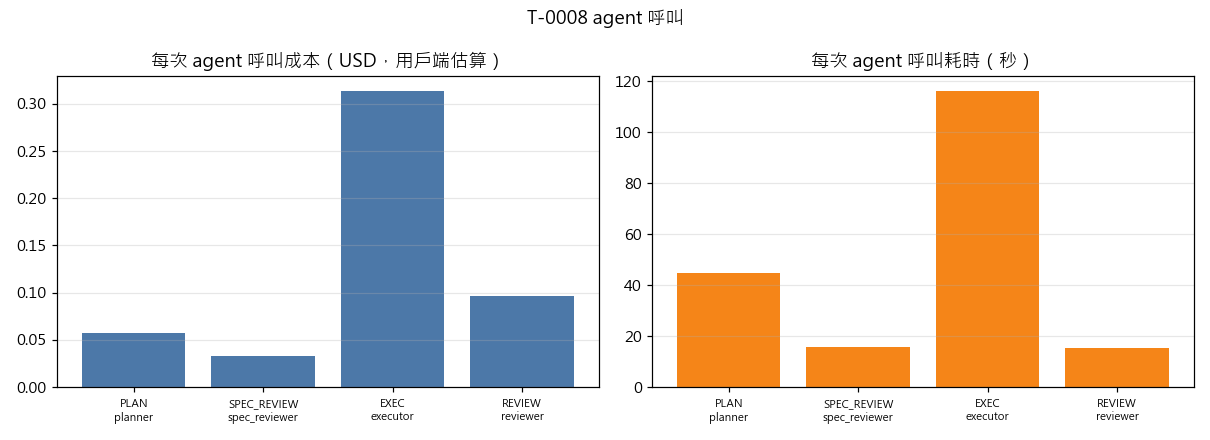 T-0008 agent 呼叫
每次 agent 呼叫成本（USD，用戶端估算）
0.30
0.25
0.20
0.15
0.10
0.05
0.00
PLAN
planner
SPEC_REVIEW
spec_reviewer
EXEC
executor
REVIEW
reviewer
每次 agent 呼叫耗時（秒）
120
100
80
60
40
20
0
PLAN
planner
SPEC_REVIEW
spec_reviewer
EXEC
executor
REVIEW
reviewer